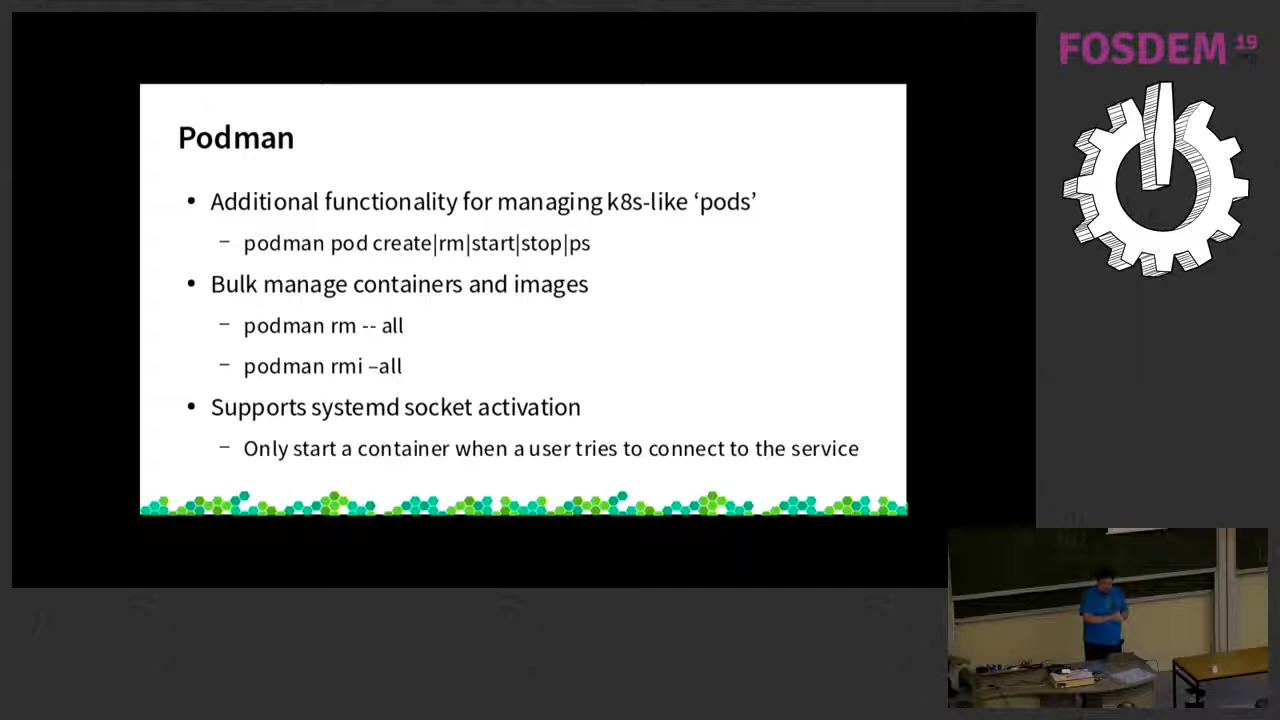 Podman
• Additional functionality for managing k8s-like ‘pods’
– podman pod create|rm|start|stop|ps
• Bulk manage containers and images
– podman rm -- all
– podman rmi –all
• Supports systemd socket activation
– Only start a container when a user tries to connect to the service
FOSDEM 19